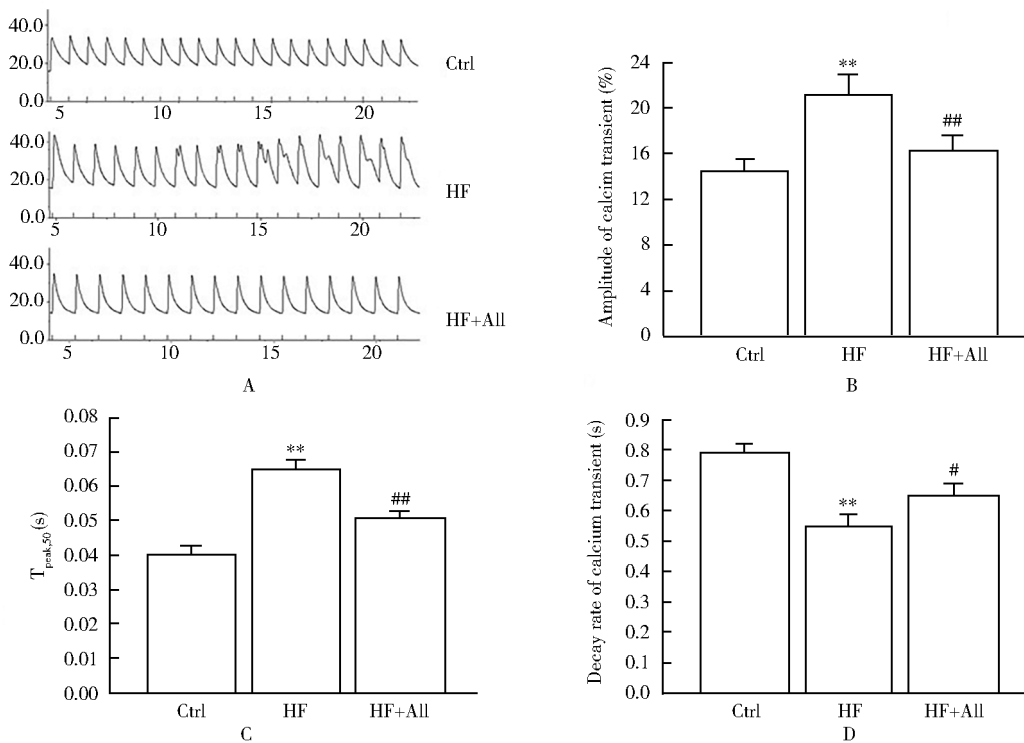 40.0
20.0
0.0
Ctrl
5 10 15 20
40.0
20.0
0.0
HF
5 10 15 20
40.0
20.0
0.0
HF+All
5 10 15 20
A
Amplitude of calcim transient (%)
24
20
16
12
8
4
0
**
##
Ctrl HF HF+All
B
T peak,50 (s)
0.08
0.07
0.06
0.05
0.04
0.03
0.02
0.01
0.00
**
##
Ctrl HF HF+All
C
Decay rate of calcium transient (s)
0.9
0.8
0.7
0.6
0.5
0.4
0.3
0.2
0.1
0.0
**
#
Ctrl HF HF+All
D